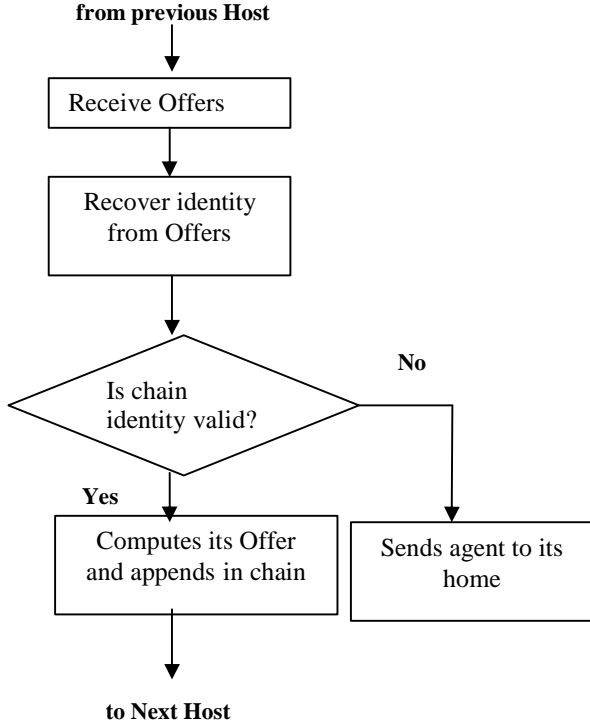 from previous Host
Receive Offers
Recover identity
from Offers
No
Is chain
identity valid?
Yes
Computes its Offer
and appends in chain
Sends agent to its
home
to Next Host